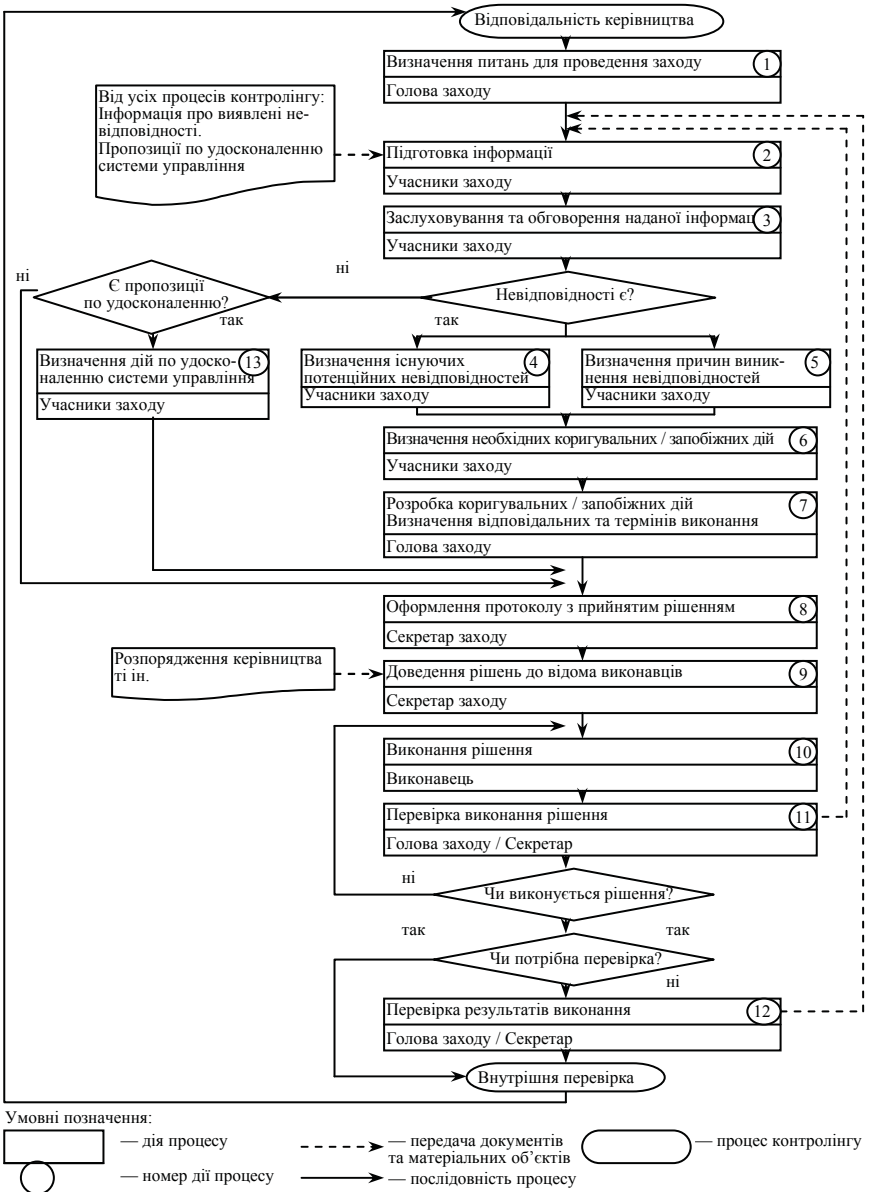 Відповідальність керівництва
Визначення питань для проведення заходу
1
Голова заходу
Від усіх процесів контролінгу:
Інформація про виявлені не-
відповідності.
Пропозиції по удосконаленню
системи управління
Підготовка інформації
2
Учасники заходу
Заслуховування та обговорення наданої інформац
3
Учасники заходу
ні
Є пропозиції
по удосконаленню?
так
ні
Невідповідності є?
так
Визначення дій по удоско-
наленню системи управління
13
Учасники заходу
Визначення існуючих
потенційних невідповідностей
4
Учасники заходу
Визначення причин виник-
нення невідповідностей
5
Учасники заходу
Визначення необхідних коригувальних / запобіжних дій
6
Учасники заходу
Розробка коригувальних / запобіжних дій
Визначення відповідальних та термінів виконання
7
Голова заходу
Оформлення протоколу з прийнятим рішенням
8
Секретар заходу
Розпорядження керівництва
ті ін.
Доведення рішень до відома виконавців
9
Секретар заходу
Виконання рішення
10
Виконавець
Перевірка виконання рішення
11
Голова заходу / Секретар
ні
Чи виконується рішення?
так
так
Чи потрібна перевірка?
ні
Перевірка результатів виконання
12
Голова заходу / Секретар
Внутрішня перевірка
Умовні позначення:
— дія процесу
— передача документів
та матеріальних об’єктів
— процес контролінгу
— номер дії процесу
— послідовність процесу